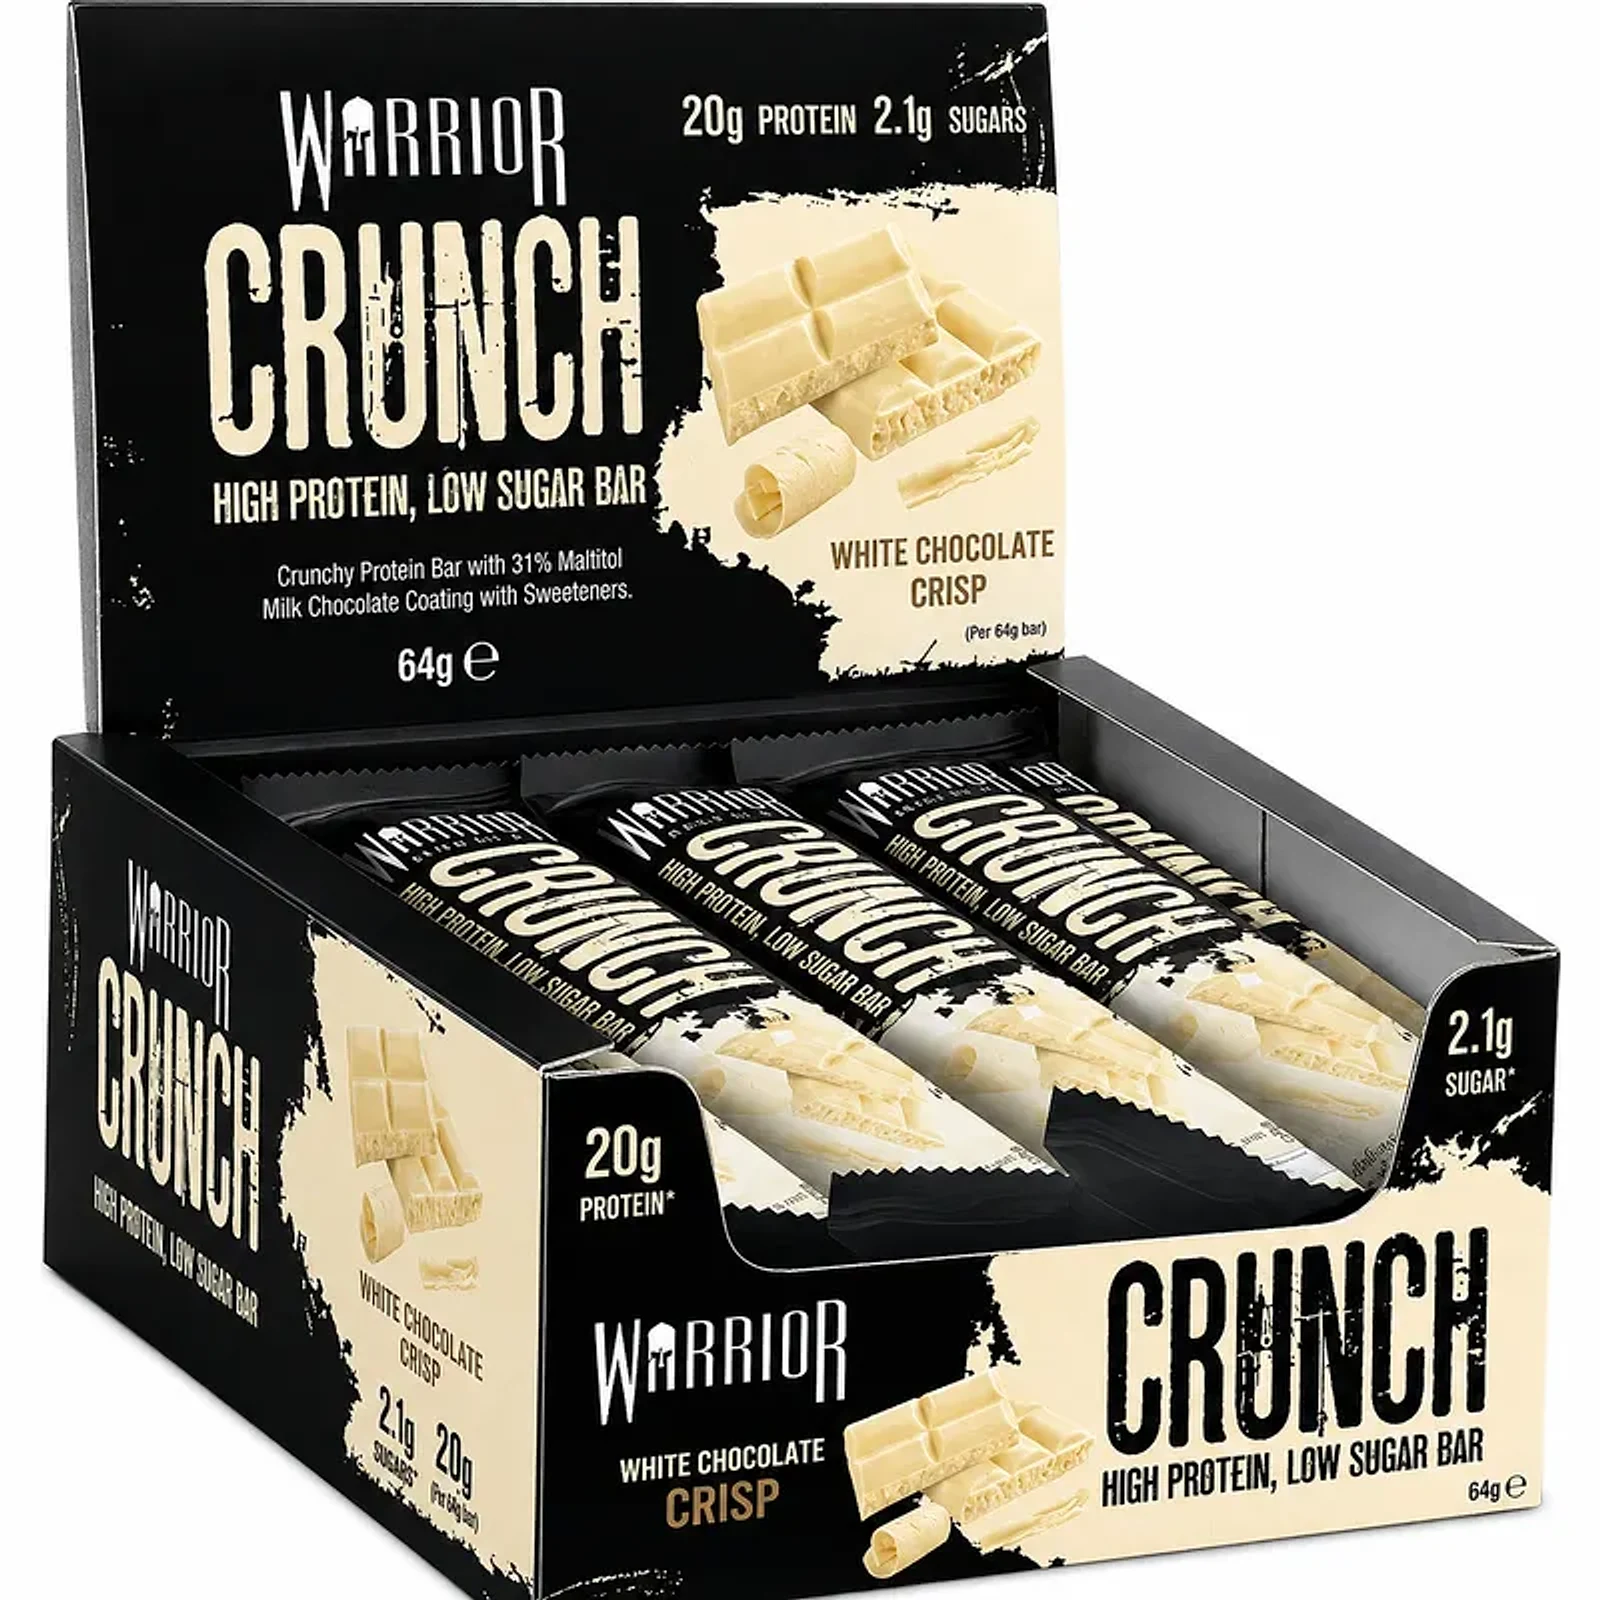 WARRIOR
20g PROTEIN 2.1g SUGARS
CRUNCH
HIGH PROTEIN, LOW SUGAR BAR
Crunchy Protein Bar with 31% Maltitol
Milk Chocolate Coating with Sweeteners.
64g ℮
WHITE CHOCOLATE
CRISP
(Per 64g bar)
WARRIOR
CRUNCH
HIGH PROTEIN, LOW SUGAR BAR
WARRIOR
CRUNCH
HIGH PROTEIN, LOW SUGAR BAR
WARRIOR
CRUNCH
HIGH PROTEIN, LOW SUGAR BAR
CRUNCH
WARRIOR
CRUNCH
HIGH PROTEIN, LOW SUGAR BAR
WHITE CHOCOLATE
CRISP
2.1g
SUGARS*
20g
(Per 64g bar)
20g
PROTEIN*
2.1g
SUGAR*
WARRIOR
WHITE CHOCOLATE
CRISP
CRUNCH
HIGH PROTEIN, LOW SUGAR BAR
64g ℮